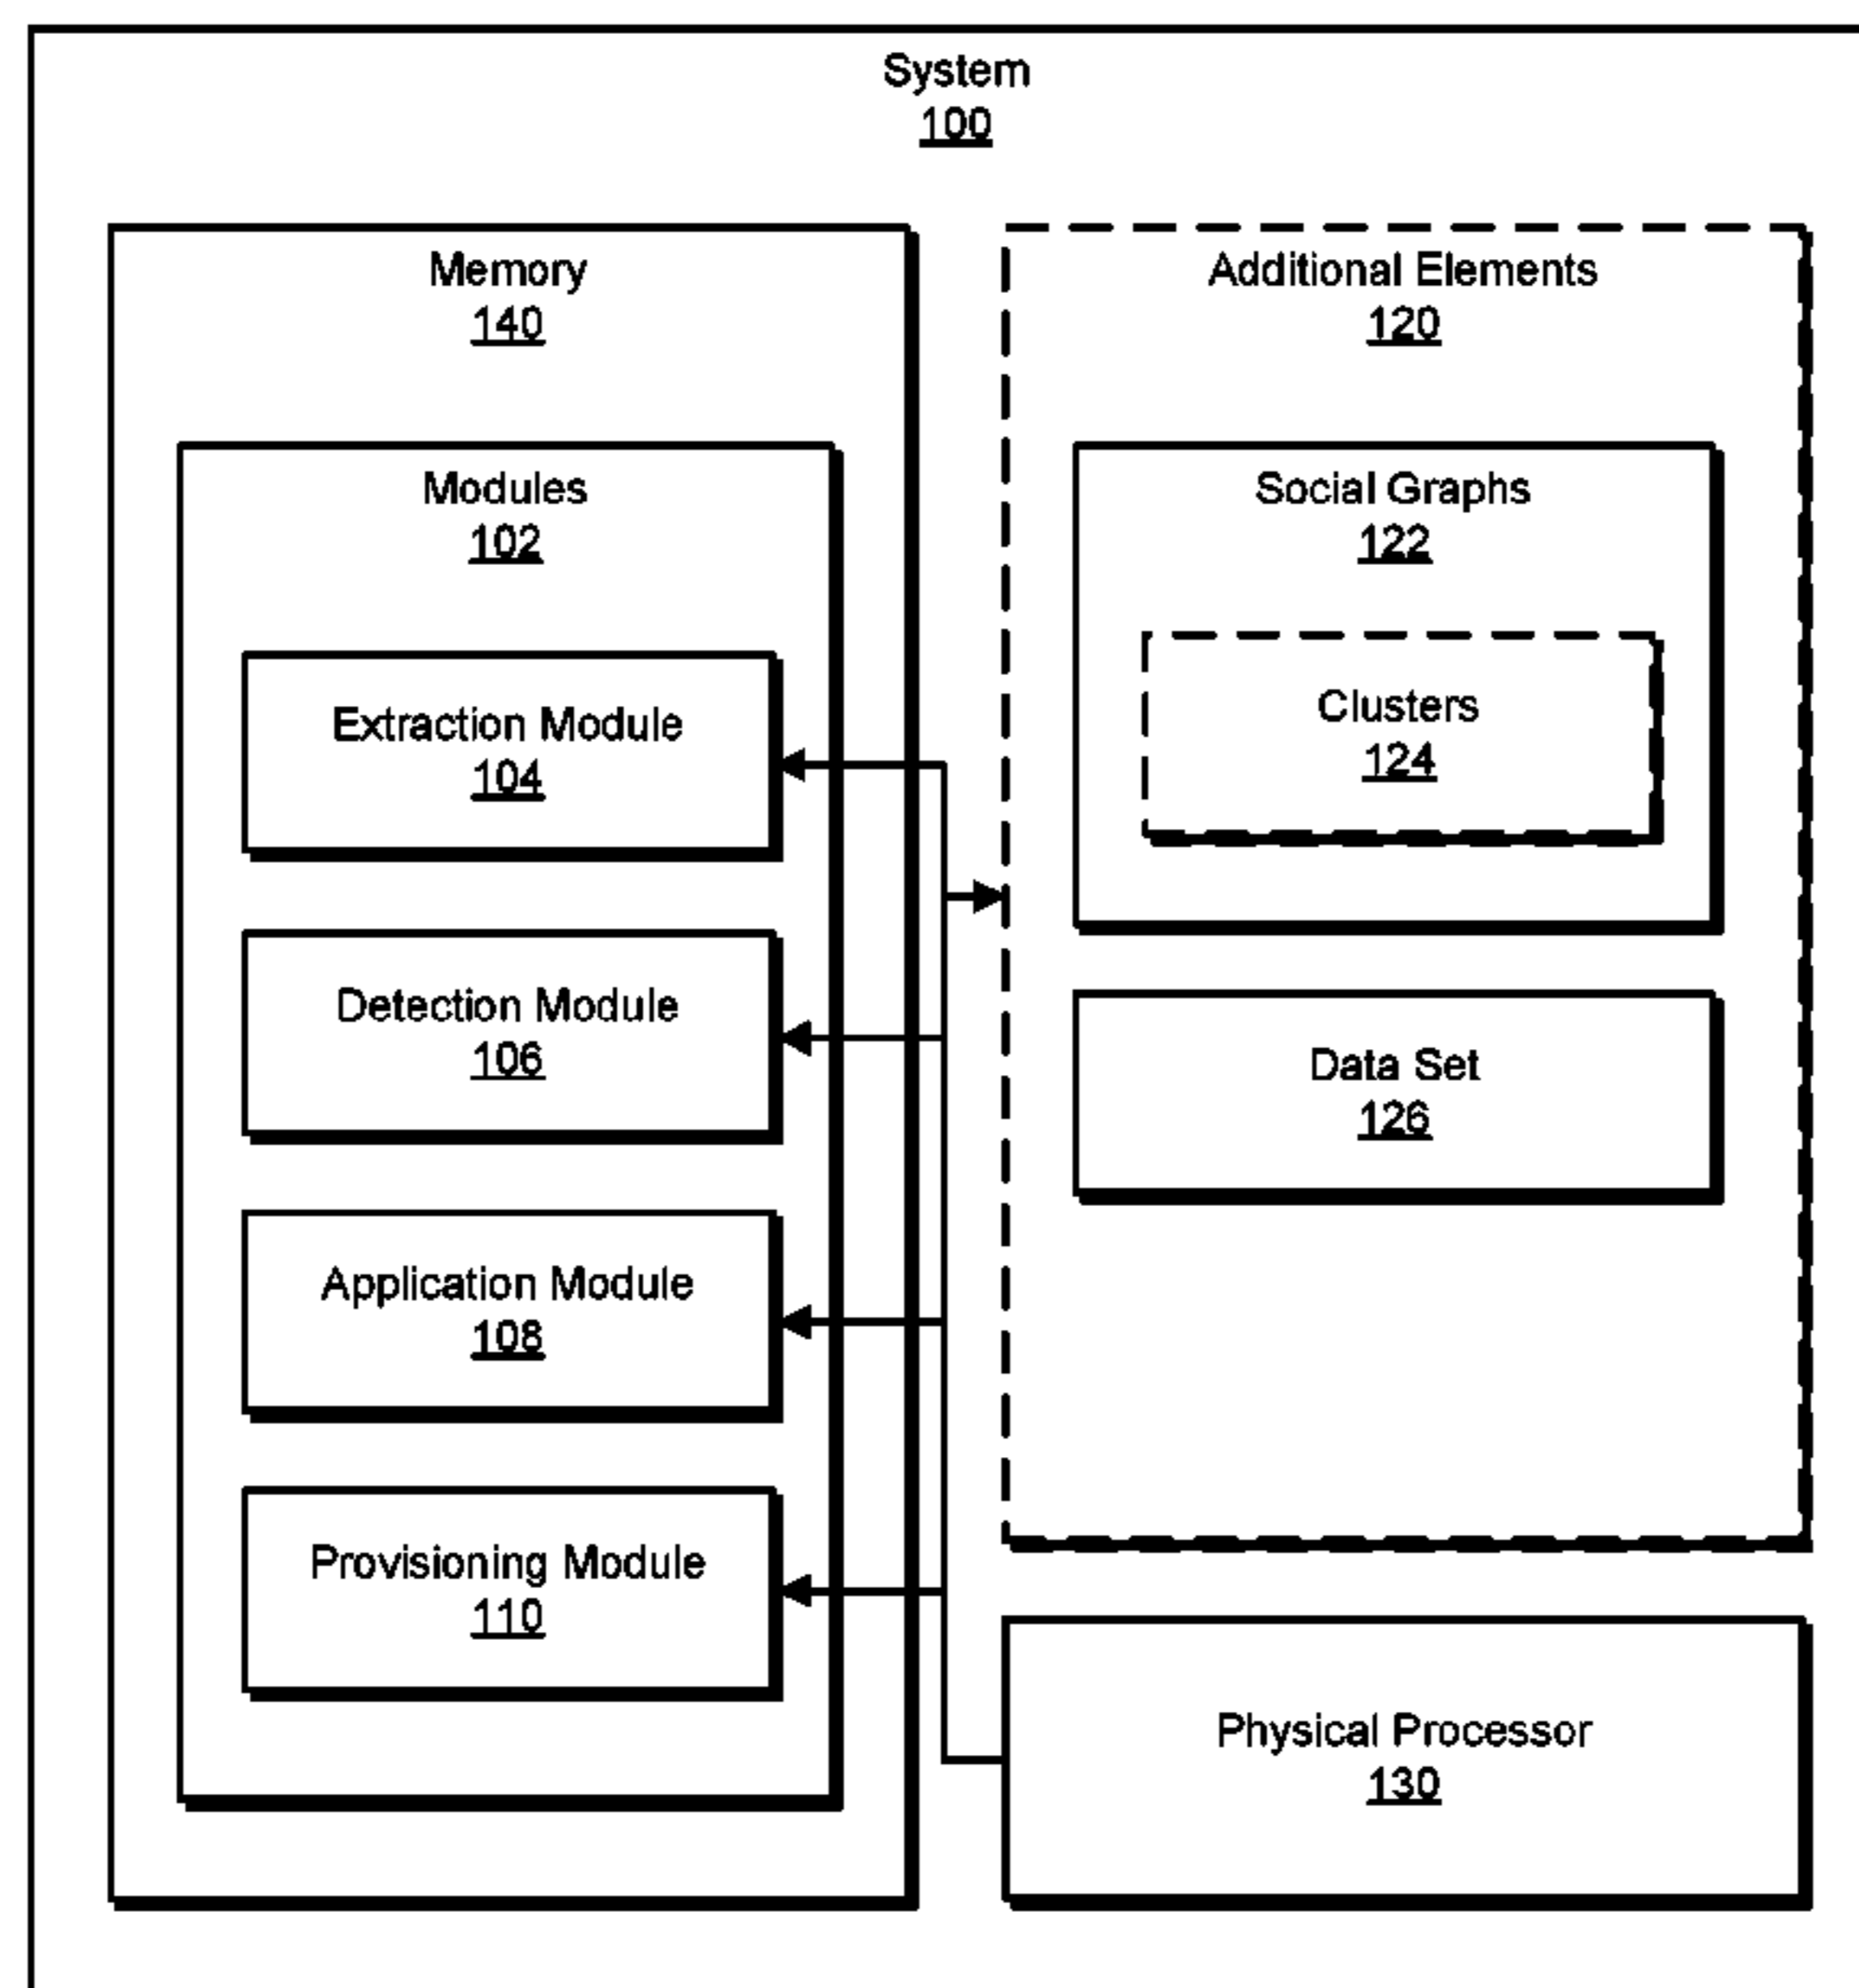 System
100
Memory
140
Modules
102
Extraction Module
104
Detection Module
106
Application Module
108
Provisioning Module
110
Additional Elements
120
Social Graphs
122
Clusters
124
Data Set
126
Physical Processor
130